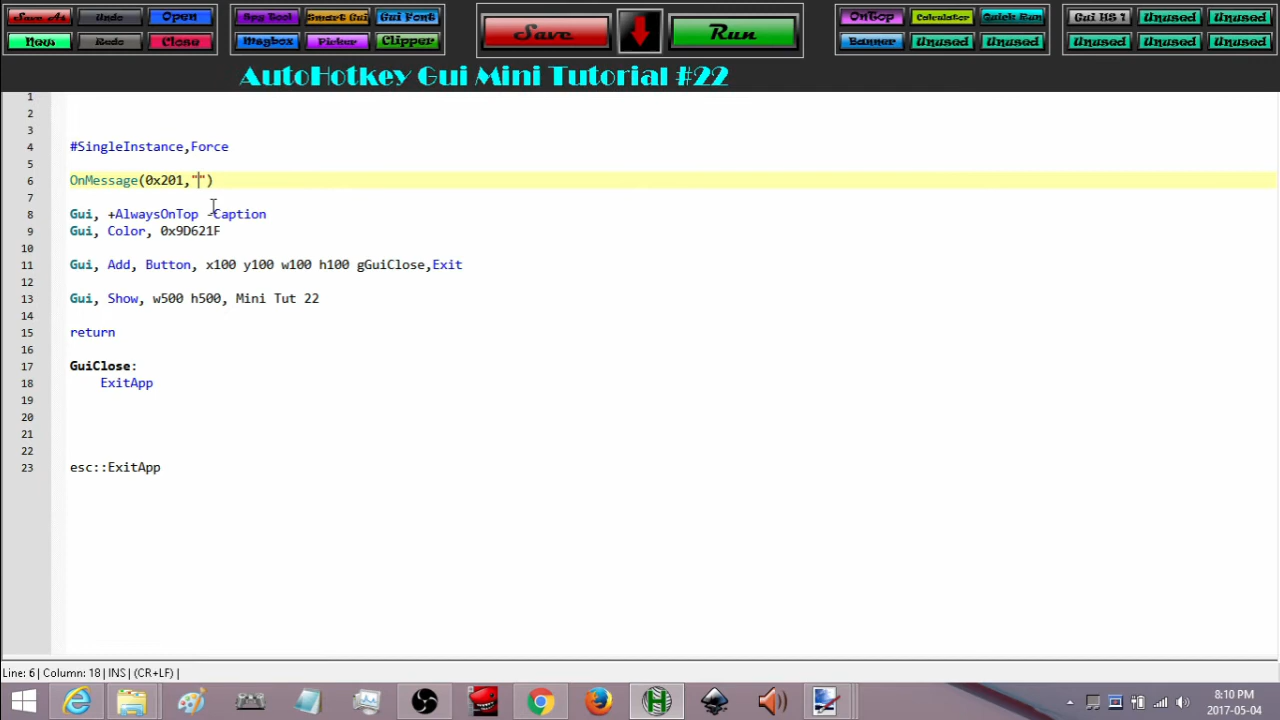 Save As Undo Open Spy Tool Smart Gui Gui Font Save Run OnTop Calculator Quick Run Gui HS 1 Unused Unused
New Redo Close Msgbox Picker Clipper Banner Unused Unused Unused Unused Unused
AutoHotkey Gui Mini Tutorial #22
1
2
3
4 #SingleInstance,Force
5
6 OnMessage(0x201,"")
7
8 Gui, +AlwaysOnTop -Caption
9 Gui, Color, 0x9D621F
10
11 Gui, Add, Button, x100 y100 w100 h100 gGuiClose,Exit
12
13 Gui, Show, w500 h500, Mini Tut 22
14
15 return
16
17 GuiClose:
18 ExitApp
19
20
21
22
23 esc::ExitApp
Line: 6 | Column: 18 | INS | (CR+LF) |
8:10 PM
2017-05-04